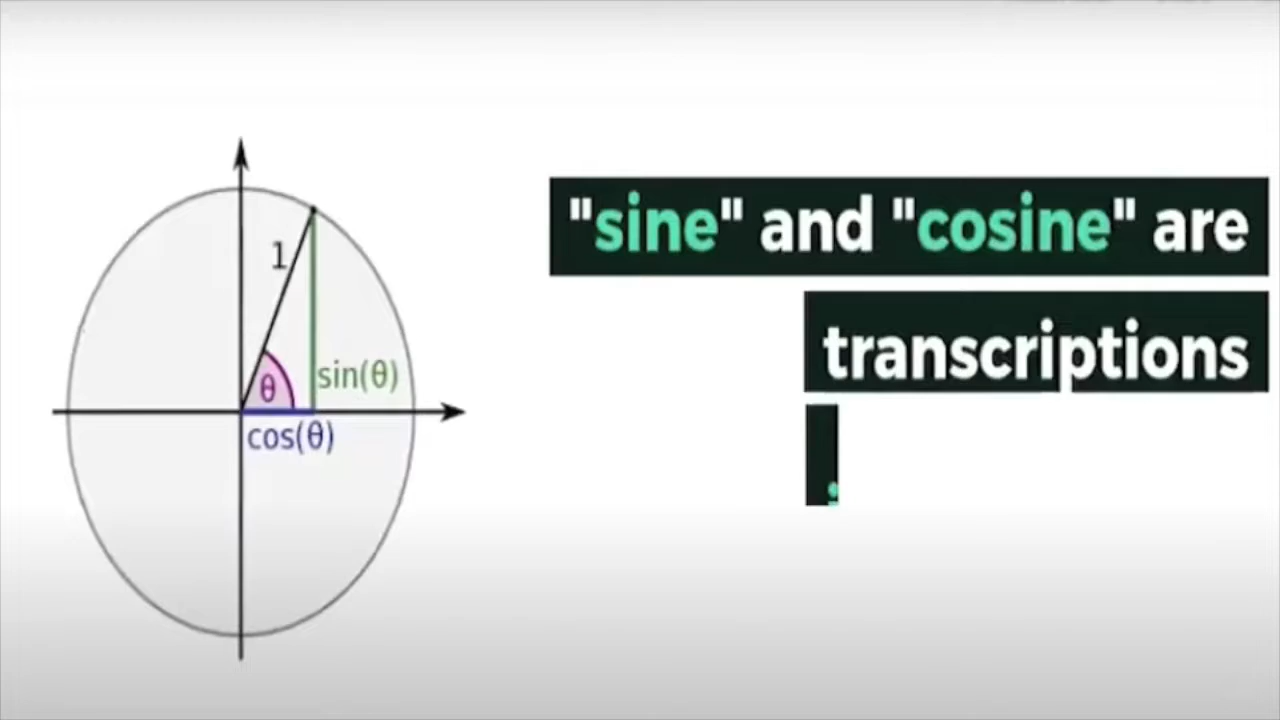 "sine" and "cosine" are
transcriptions
1
θ
sin(θ)
cos(θ)